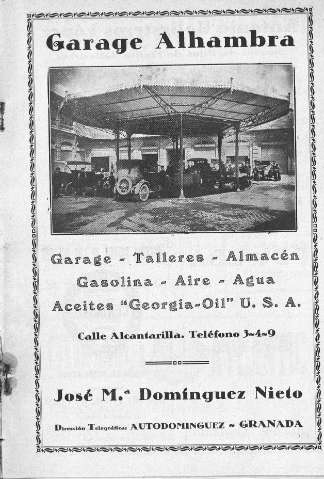 Garage Alhambra
Garage - Talleres - Almacén
Gasolina - Aire - Agua
Aceites "Georgia-Oil" U. S. A.
Calle Alcantarilla. Teléfono 3-4-9
José M.ª Domínguez Nieto
Dirección Telegráfica: AUTODOMINGUEZ - GRANADA